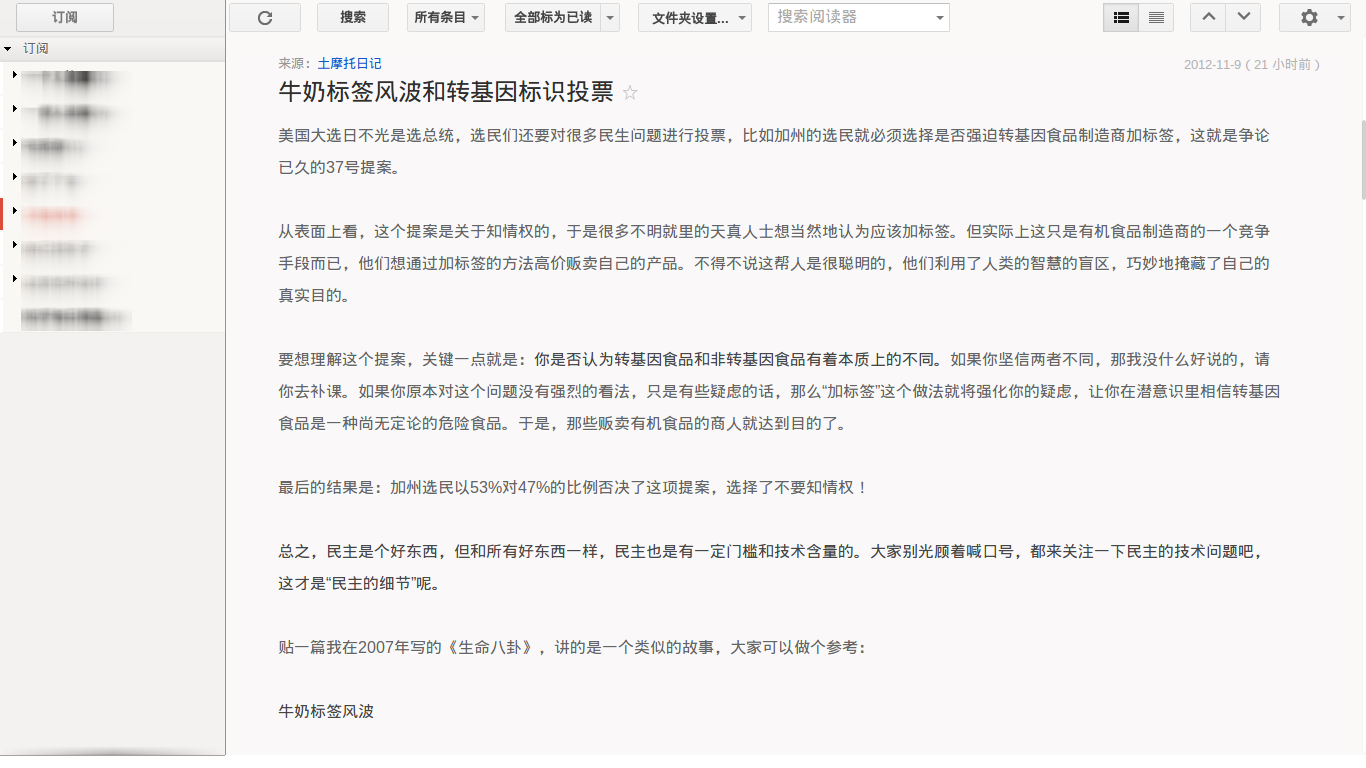 订阅
搜索
所有条目
全部标为已读
文件夹设置...
搜索阅读器
订阅
来源：土摩托日记
2012-11-9 ( 21 小时前 )
牛奶标签风波和转基因标识投票
美国大选日不光是选总统，选民们还要对很多民生问题进行投票，比如加州的选民就必须选择是否强迫转基因食品制造商加标签，这就是争论
已久的37号提案。
从表面上看，这个提案是关于知情权的，于是很多不明就里的天真人士想当然地认为应该加标签。但实际上这只是有机食品制造商的一个竞争
手段而已，他们想通过加标签的方法高价贩卖自己的产品。不得不说这帮人是很聪明的，他们利用了人类的智慧的盲区，巧妙地掩藏了自己的
真实目的。
要想理解这个提案，关键一点就是：你是否认为转基因食品和非转基因食品有着本质上的不同。如果你坚信两者不同，那我没什么好说的，请
你去补课。如果你原本对这个问题没有强烈的看法，只是有些疑虑的话，那么“加标签”这个做法就将强化你的疑虑，让你在潜意识里相信转基因
食品是一种尚无定论的危险食品。于是，那些贩卖有机食品的商人就达到目的了。
最后的结果是：加州选民以53%对47%的比例否决了这项提案，选择了不要知情权！
总之，民主是个好东西，但和所有好东西一样，民主也是有一定门槛和技术含量的。大家别光顾着喊口号，都来关注一下民主的技术问题吧，
这才是“民主的细节”呢。
贴一篇我在2007年写的《生命八卦》，讲的是一个类似的故事，大家可以做个参考：
牛奶标签风波